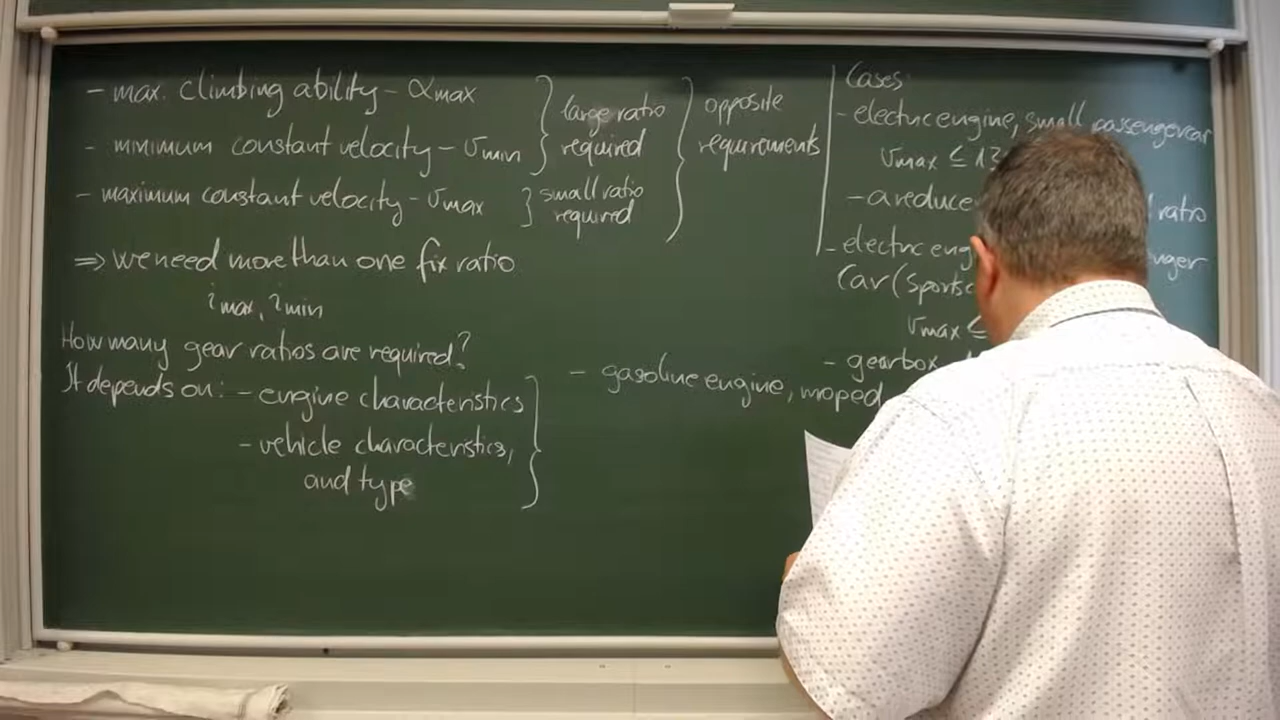 - max. climbing ability - αmax
- minimum constant velocity - vmin
large ratio
required
- maximum constant velocity - vmax
small ratio
required
opposite
requirements
⇒ we need more than one fix ratio
imax, imin
How many gear ratios are required?
It depends on: - engine characteristics
- vehicle characteristics,
and type
Cases:
- electric engine, small passenger car
vmax ≤ 13
- a reduce ratio
- electric eng
Car (sports
vmax ≤
- gearbox
- gasoline engine, moped